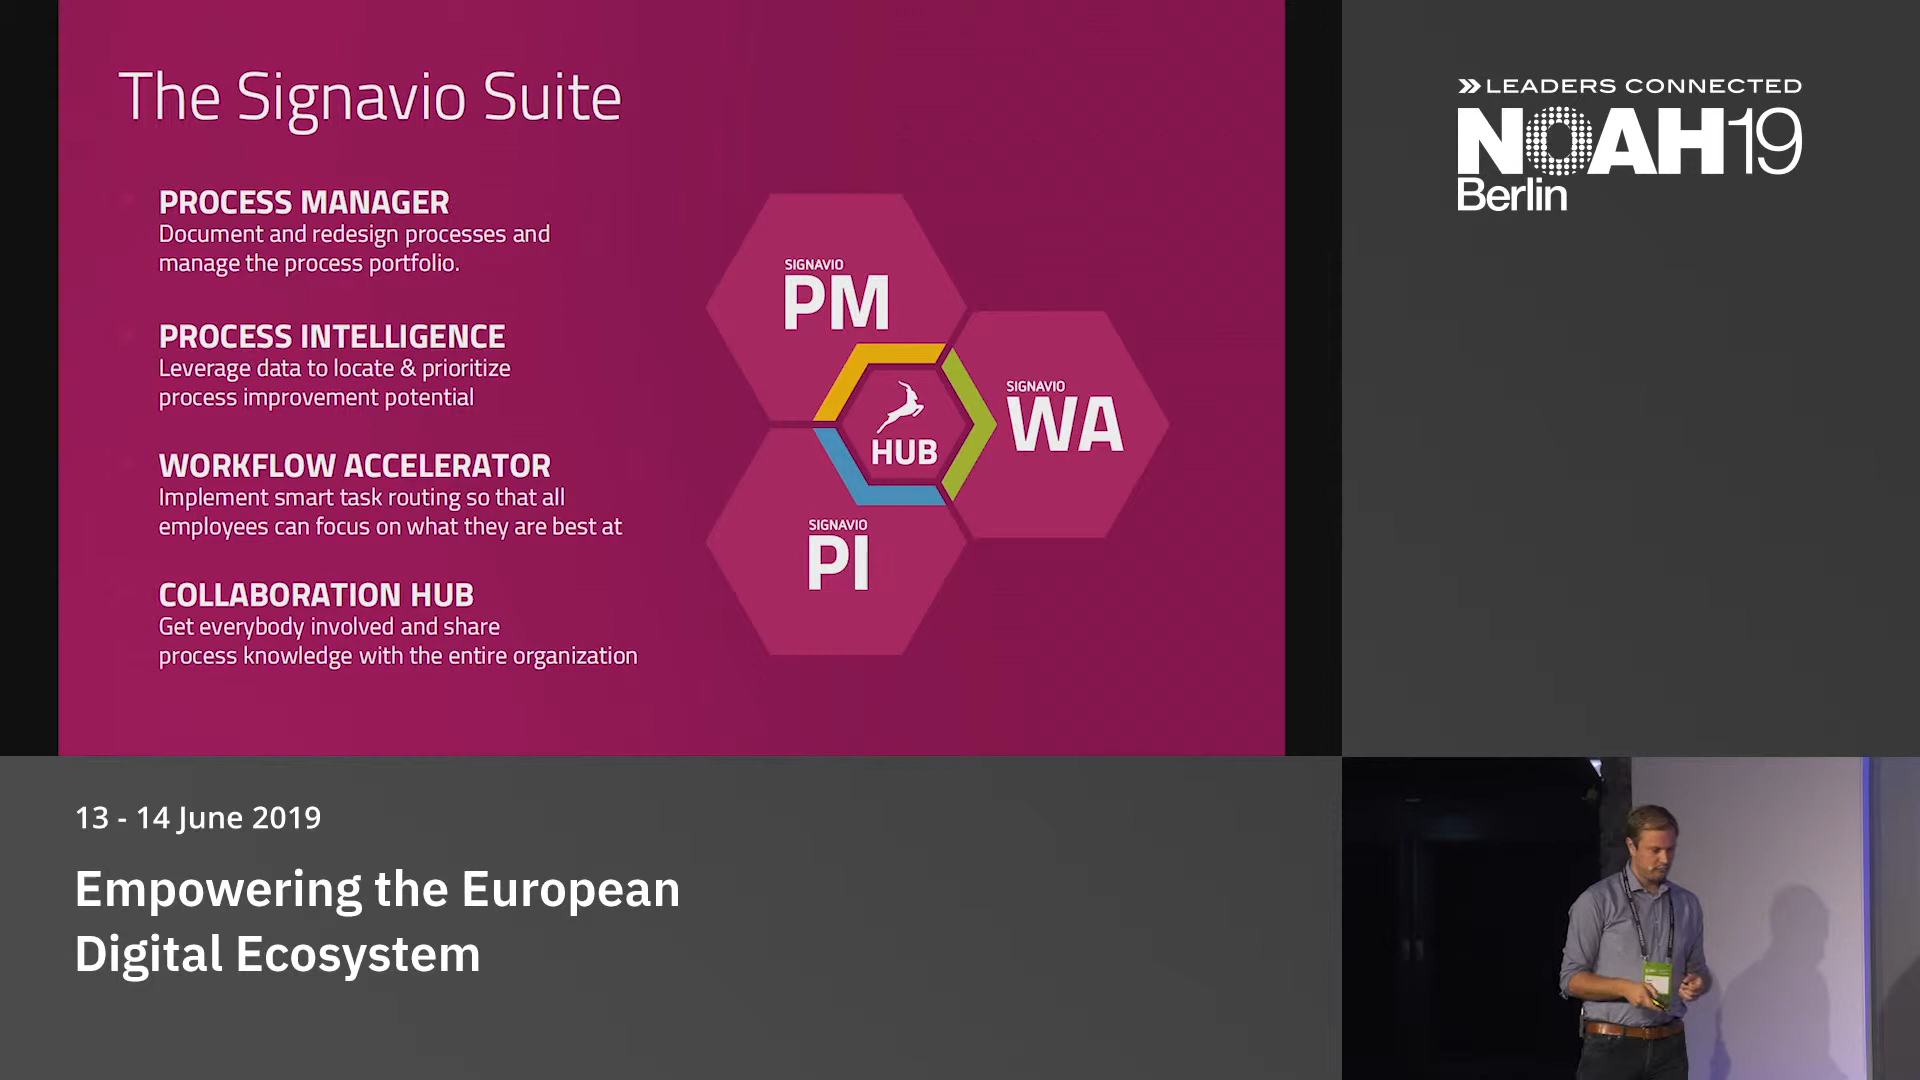 The Signavio Suite
PROCESS MANAGER
Document and redesign processes and
manage the process portfolio.
PROCESS INTELLIGENCE
Leverage data to locate & prioritize
process improvement potential
WORKFLOW ACCELERATOR
Implement smart task routing so that all
employees can focus on what they are best at
COLLABORATION HUB
Get everybody involved and share
process knowledge with the entire organization
SIGNAVIO
PM
SIGNAVIO
WA
HUB
SIGNAVIO
PI
LEADERS CONNECTED
NOAH19
Berlin
13 - 14 June 2019
Empowering the European
Digital Ecosystem